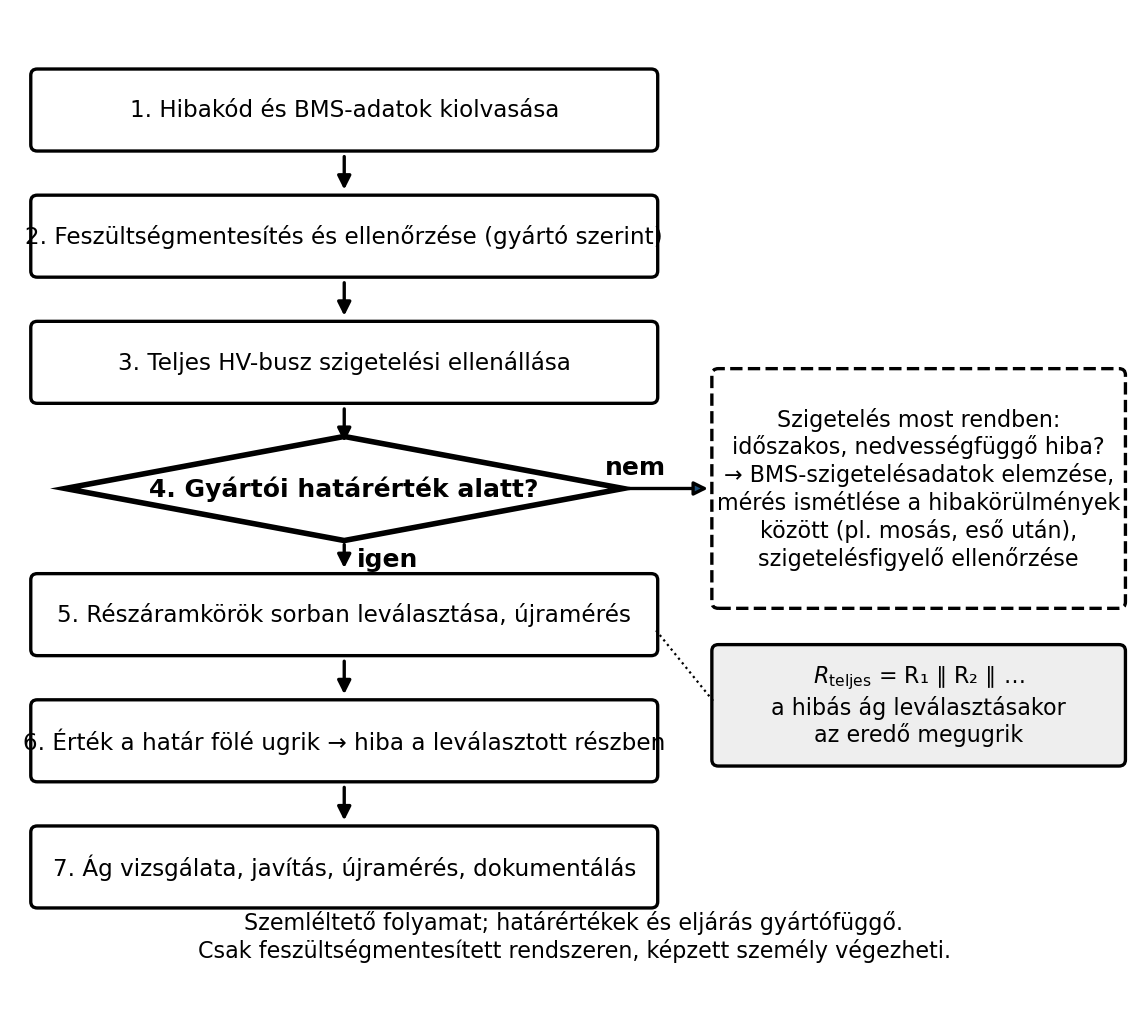 1. Hibakód és BMS-adatok kiolvasása
2. Feszültségmentesítés és ellenőrzése (gyártó szerint)
3. Teljes HV-busz szigetelési ellenállása
4. Gyártói határérték alatt?
nem
Szigetelés most rendben:
időszakos, nedvességfüggő hiba?
→ BMS-szigetelésadatok elemzése,
mérés ismétlése a hibakörülmények
között (pl. mosás, eső után),
szigetelésfigyelő ellenőrzése
igen
5. Részáramkörök sorban leválasztása, újramérés
R_teljes = R₁ ∥ R₂ ∥ …
a hibás ág leválasztásakor
az eredő megugrik
6. Érték a határ fölé ugrik → hiba a leválasztott részben
7. Ág vizsgálata, javítás, újramérés, dokumentálás
Szemléltető folyamat; határértékek és eljárás gyártófüggő.
Csak feszültségmentesített rendszeren, képzett személy végezheti.